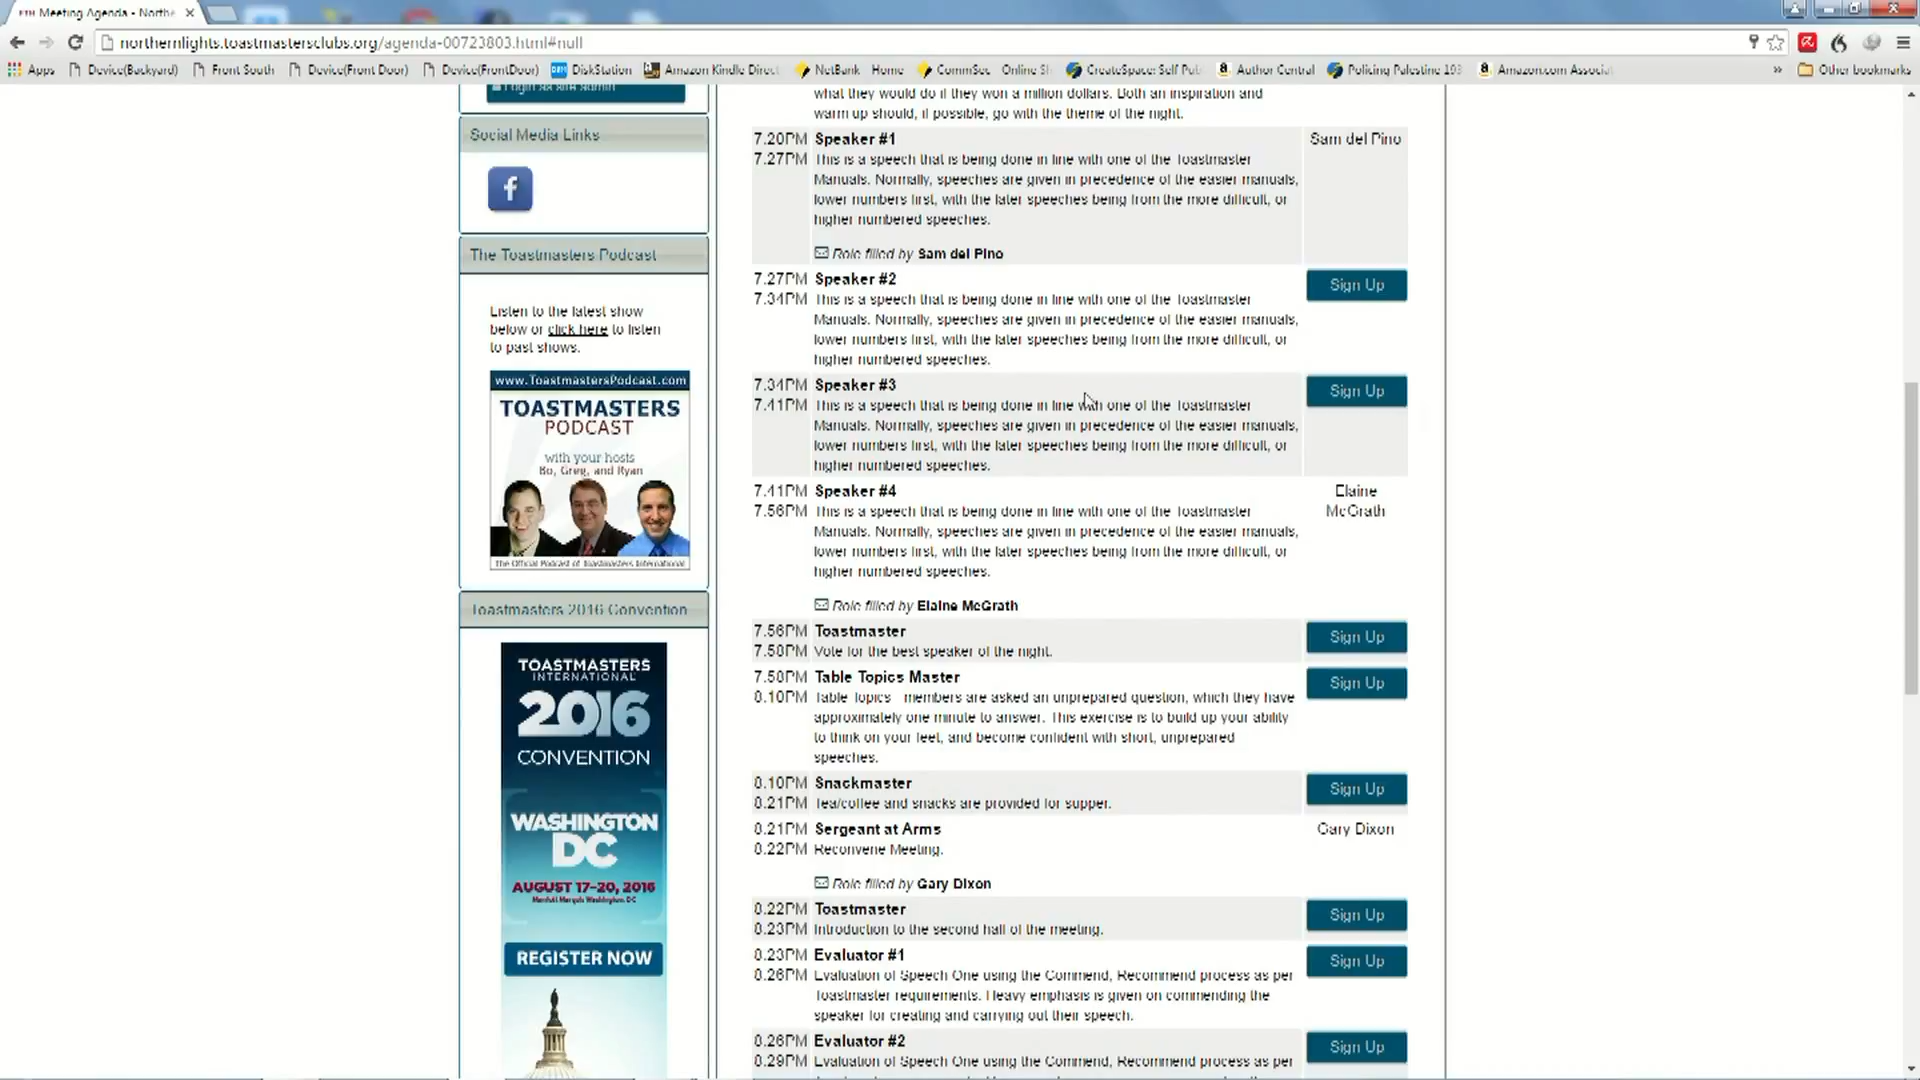 Meeting Agenda - North
northernlights.toastmastersclubs.org/agenda-00723803.html#null
Apps Device(Backyard) Front South Device(Front Door) Device(FrontDoor) DiskStation Amazon Kindle Direct NetBank Home CommSec Online CreateSpace: Self Pub Author Central Policing Palestine 193 Amazon.com Associat » Other bookmarks
Login as site admin
Social Media Links
f
The Toastmasters Podcast
Listen to the latest show
below or click here to listen
to past shows.
www.ToastmastersPodcast.com
TOASTMASTERS
PODCAST
with your hosts
Bo, Greg, and Ryan
The Official Podcast of Toastmasters International
Toastmasters 2016 Convention
TOASTMASTERS
INTERNATIONAL
2016
CONVENTION
WASHINGTON
DC
AUGUST 17–20, 2016
Marriott Marquis Washington, DC
REGISTER NOW
what they would do if they won a million dollars. Both an inspiration and
warm up should, if possible, go with the theme of the night.
7.20PM Speaker #1 Sam del Pino
7.27PM This is a speech that is being done in line with one of the Toastmaster
Manuals. Normally, speeches are given in precedence of the easier manuals,
lower numbers first, with the later speeches being from the more difficult, or
higher numbered speeches.
Role filled by Sam del Pino
7.27PM Speaker #2 Sign Up
7.34PM This is a speech that is being done in line with one of the Toastmaster
Manuals. Normally, speeches are given in precedence of the easier manuals,
lower numbers first, with the later speeches being from the more difficult, or
higher numbered speeches.
7.34PM Speaker #3 Sign Up
7.41PM This is a speech that is being done in line with one of the Toastmaster
Manuals. Normally, speeches are given in precedence of the easier manuals,
lower numbers first, with the later speeches being from the more difficult, or
higher numbered speeches.
7.41PM Speaker #4 Elaine
McGrath
7.56PM This is a speech that is being done in line with one of the Toastmaster
Manuals. Normally, speeches are given in precedence of the easier manuals,
lower numbers first, with the later speeches being from the more difficult, or
higher numbered speeches.
Role filled by Elaine McGrath
7.56PM Toastmaster Sign Up
7.58PM Vote for the best speaker of the night.
7.58PM Table Topics Master Sign Up
8.10PM Table Topics - members are asked an unprepared question, which they have
approximately one minute to answer. This exercise is to build up your ability
to think on your feet, and become confident with short, unprepared
speeches.
8.10PM Snackmaster Sign Up
8.21PM Tea/coffee and snacks are provided for supper.
8.21PM Sergeant at Arms Gary Dixon
8.22PM Reconvene Meeting.
Role filled by Gary Dixon
8.22PM Toastmaster Sign Up
8.23PM Introduction to the second half of the meeting.
8.23PM Evaluator #1 Sign Up
8.26PM Evaluation of Speech One using the Commend, Recommend process as per
Toastmaster requirements. Heavy emphasis is given on commending the
speaker for creating and carrying out their speech.
8.26PM Evaluator #2 Sign Up
8.29PM Evaluation of Speech One using the Commend, Recommend process as per